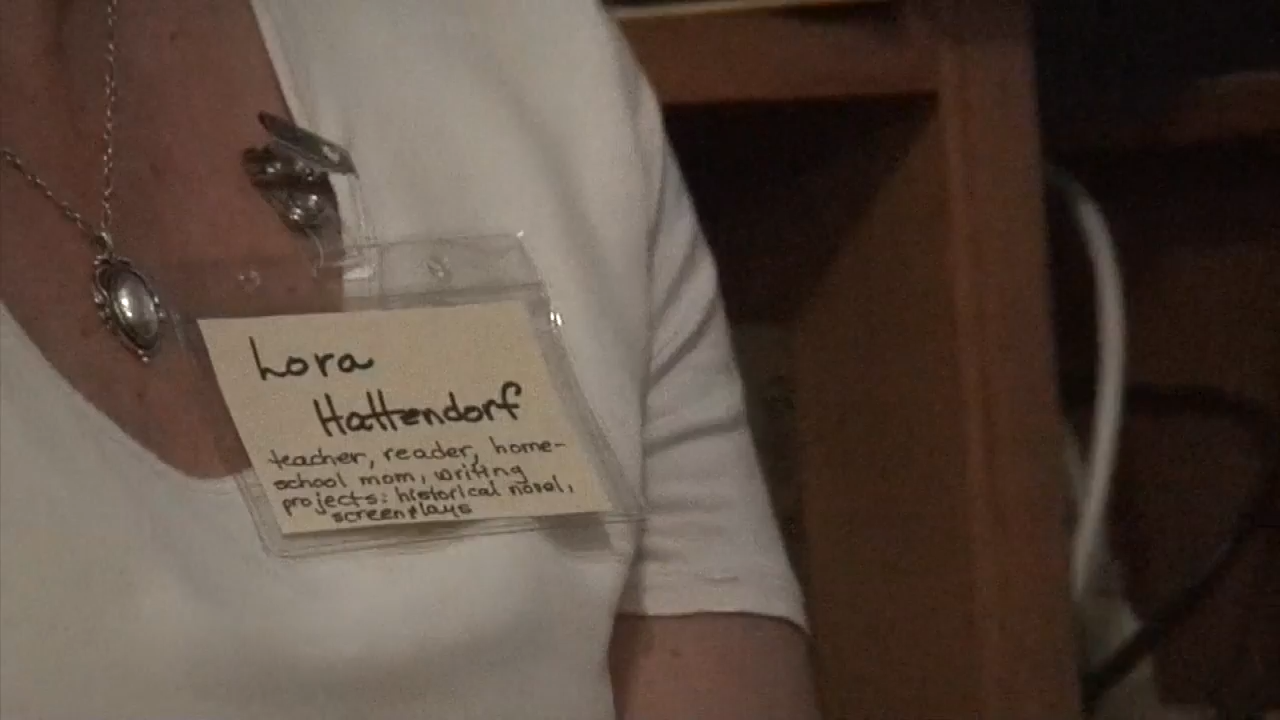 Lora
Hattendorf
teacher, reader, home-
school mom, writing
projects: historical novel,
screenplays